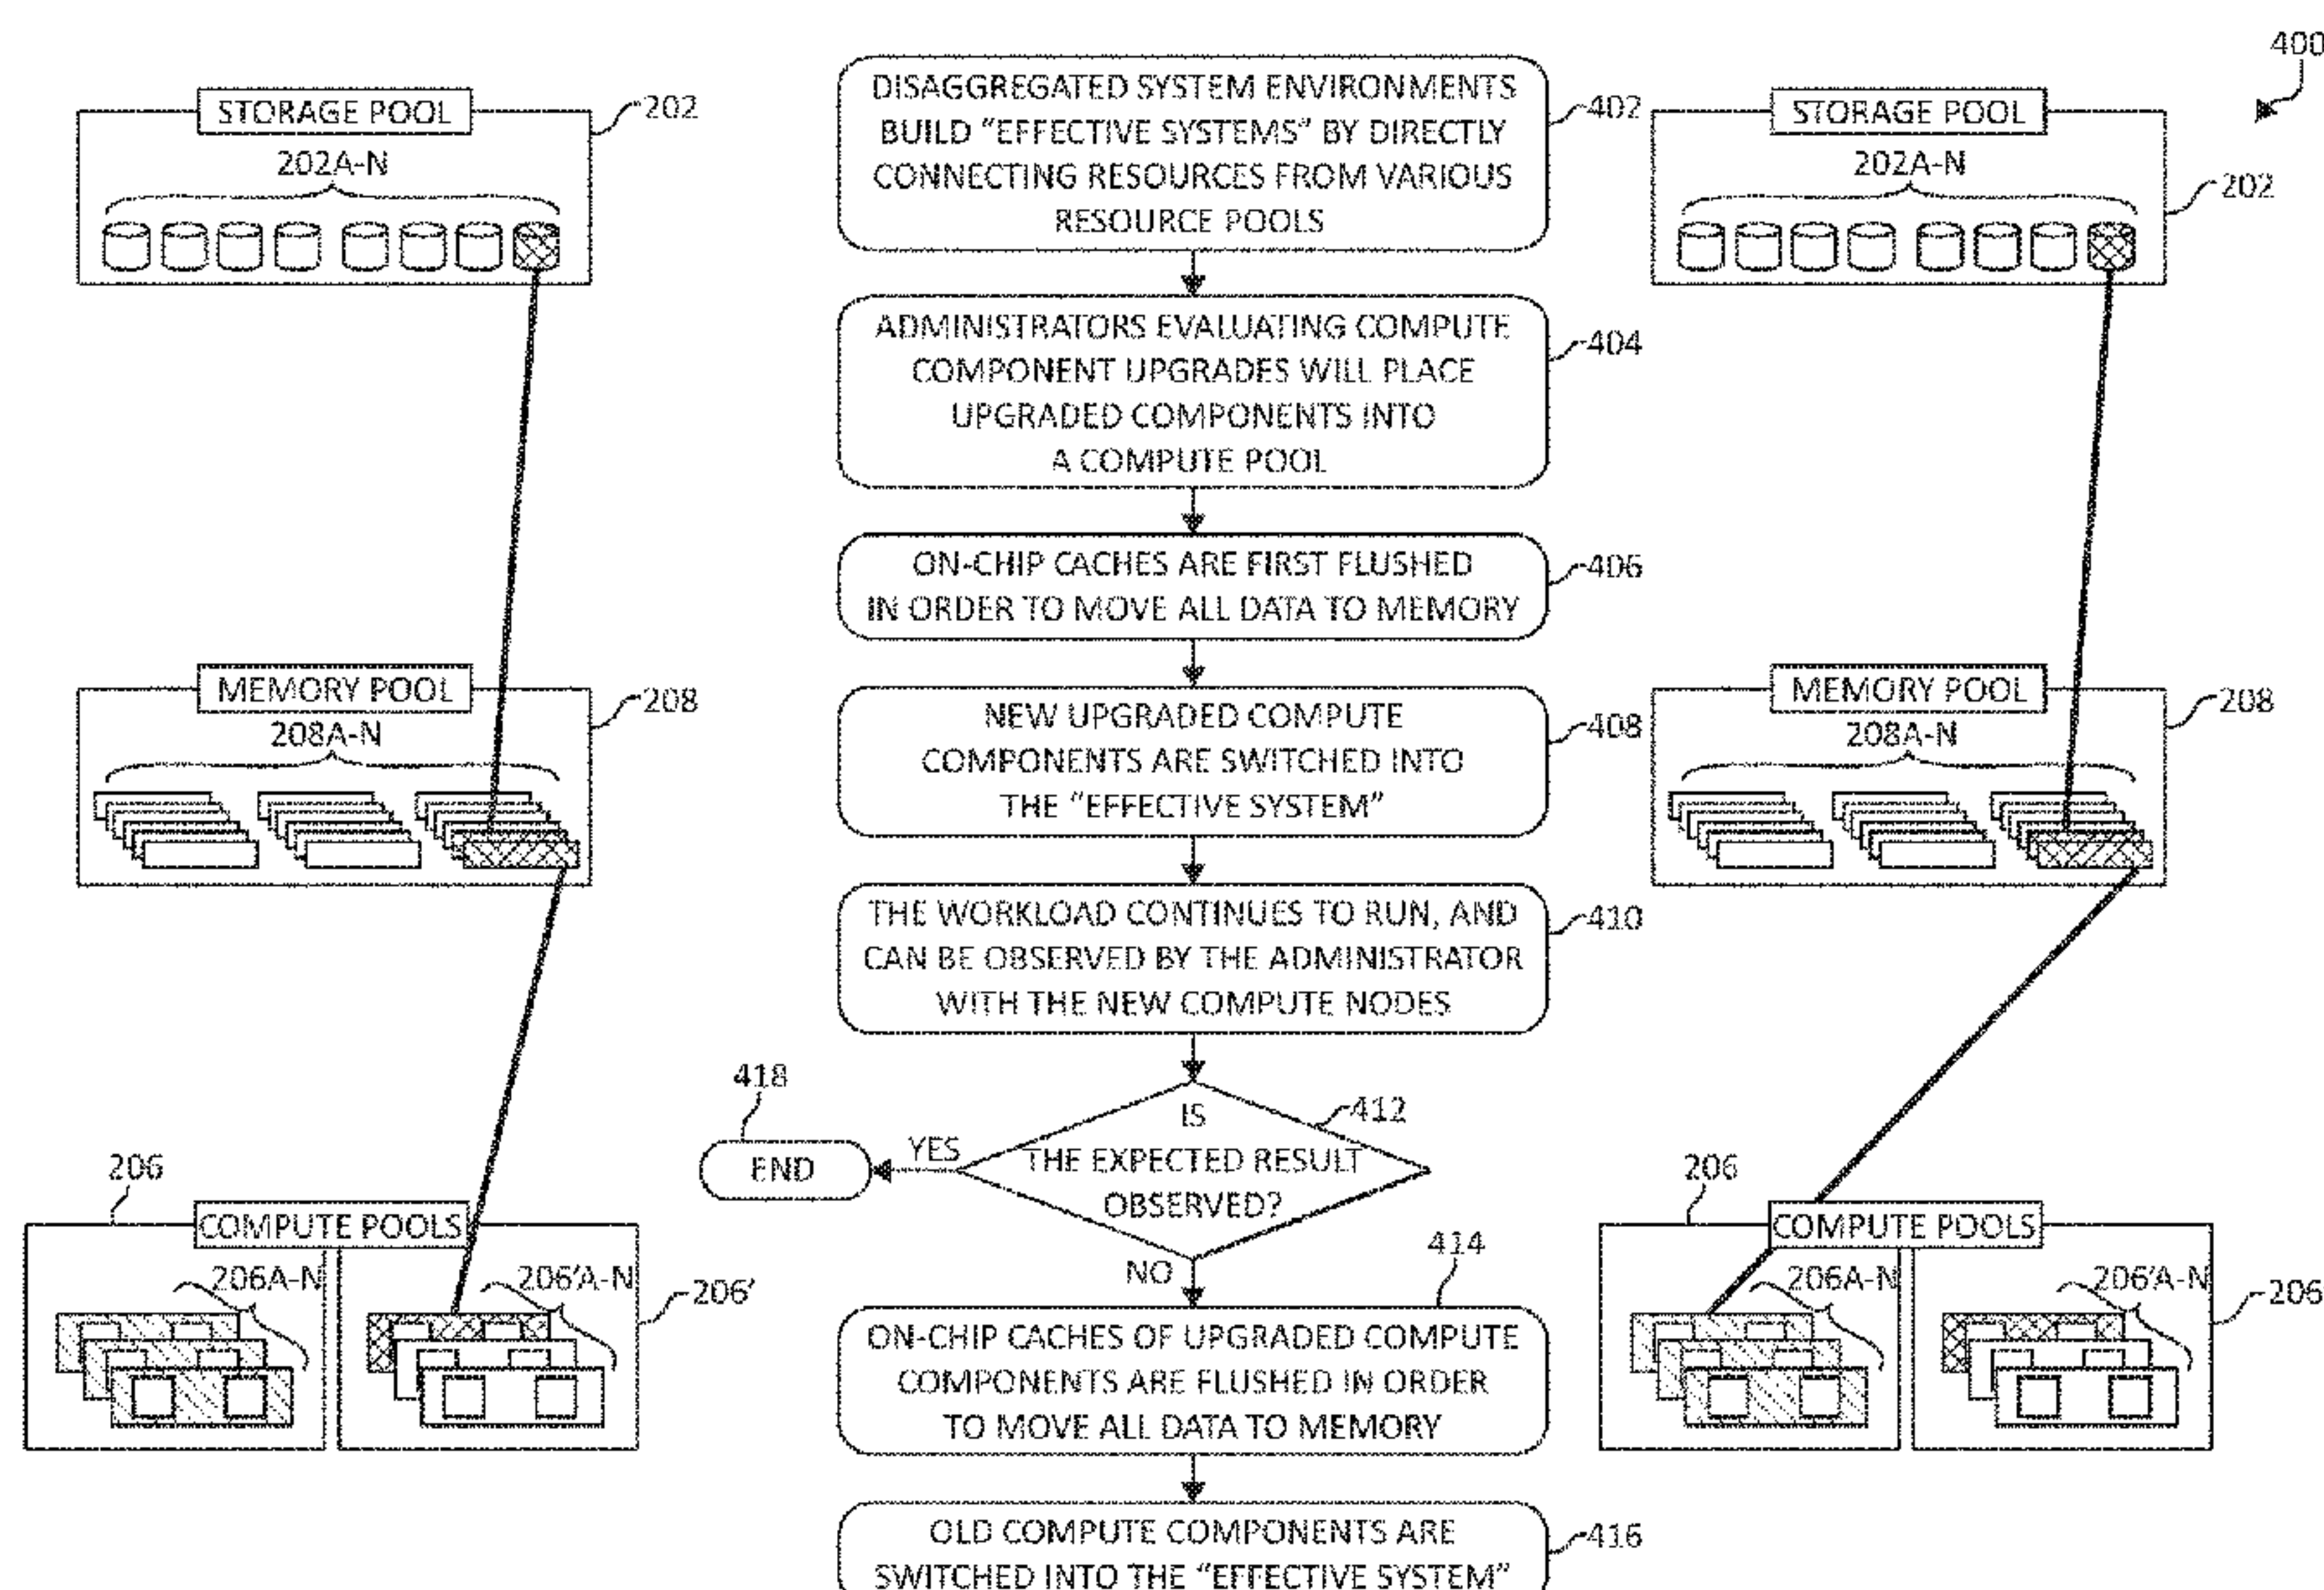 400
STORAGE POOL
202
202A-N
DISAGGREGATED SYSTEM ENVIRONMENTS
BUILD “EFFECTIVE SYSTEMS” BY DIRECTLY
CONNECTING RESOURCES FROM VARIOUS
RESOURCE POOLS
402
STORAGE POOL
202A-N
202
ADMINISTRATORS EVALUATING COMPUTE
COMPONENT UPGRADES WILL PLACE
UPGRADED COMPONENTS INTO
A COMPUTE POOL
404
ON-CHIP CACHES ARE FIRST FLUSHED
IN ORDER TO MOVE ALL DATA TO MEMORY
406
MEMORY POOL
208
208A-N
NEW UPGRADED COMPUTE
COMPONENTS ARE SWITCHED INTO
THE “EFFECTIVE SYSTEM”
408
MEMORY POOL
208
208A-N
THE WORKLOAD CONTINUES TO RUN, AND
CAN BE OBSERVED BY THE ADMINISTRATOR
WITH THE NEW COMPUTE NODES
410
418
END
YES
IS
THE EXPECTED RESULT
OBSERVED?
412
NO
206
COMPUTE POOLS
206A-N
206'A-N
206'
414
ON-CHIP CACHES OF UPGRADED COMPUTE
COMPONENTS ARE FLUSHED IN ORDER
TO MOVE ALL DATA TO MEMORY
206
COMPUTE POOLS
206A-N
206'A-N
206
OLD COMPUTE COMPONENTS ARE
SWITCHED INTO THE “EFFECTIVE SYSTEM”
416